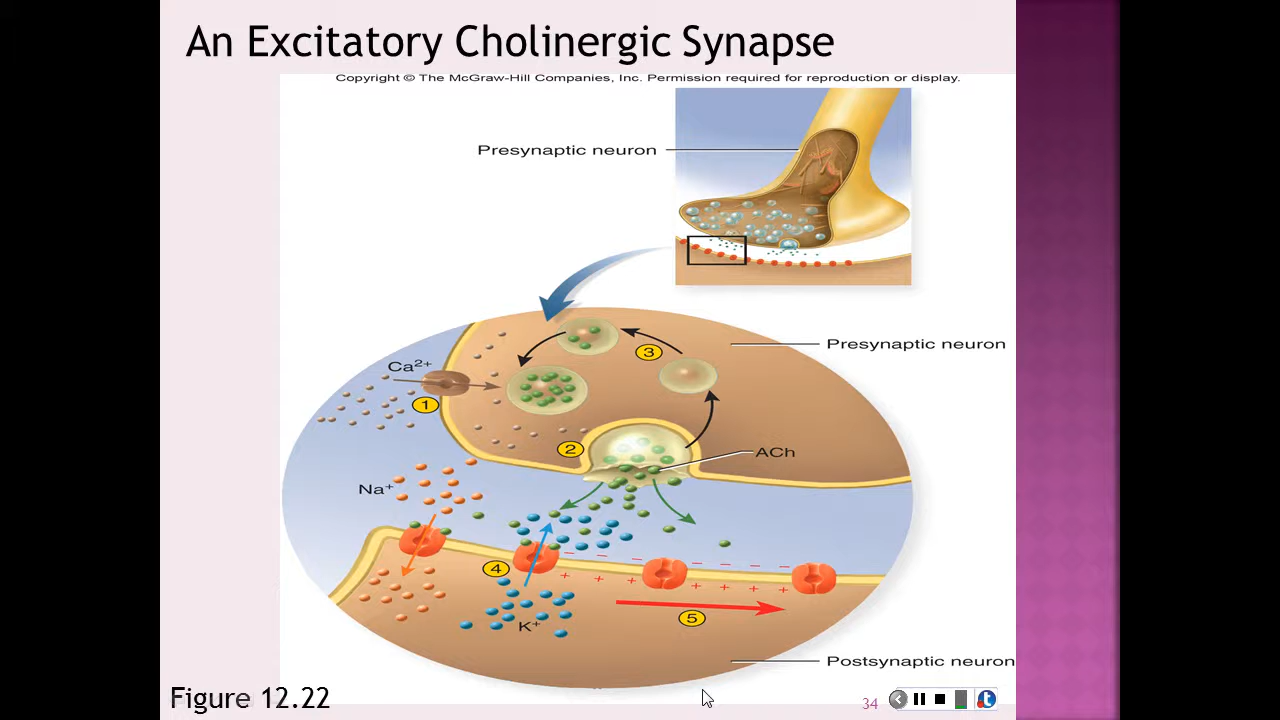 An Excitatory Cholinergic Synapse
Copyright © The McGraw-Hill Companies, Inc. Permission required for reproduction or display.
Presynaptic neuron
Presynaptic neuron
3
Ca2+
1
2
ACh
Na+
4
5
K+
Postsynaptic neuron
Figure 12.22
34
t